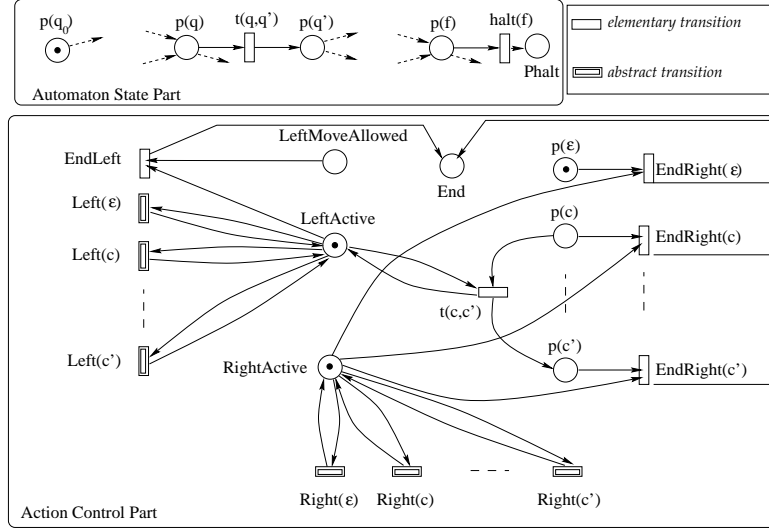 p(q₀)
p(q)
t(q,q’)
p(q’)
p(f)
halt(f)
Phalt
Automaton State Part
elementary transition
abstract transition
EndLeft
LeftMoveAllowed
End
p(ε)
EndRight(ε)
Left(ε)
LeftActive
p(c)
EndRight(c)
Left(c)
t(c,c’)
Left(c’)
RightActive
p(c’)
EndRight(c’)
Right(ε)
Right(c)
Right(c’)
Action Control Part